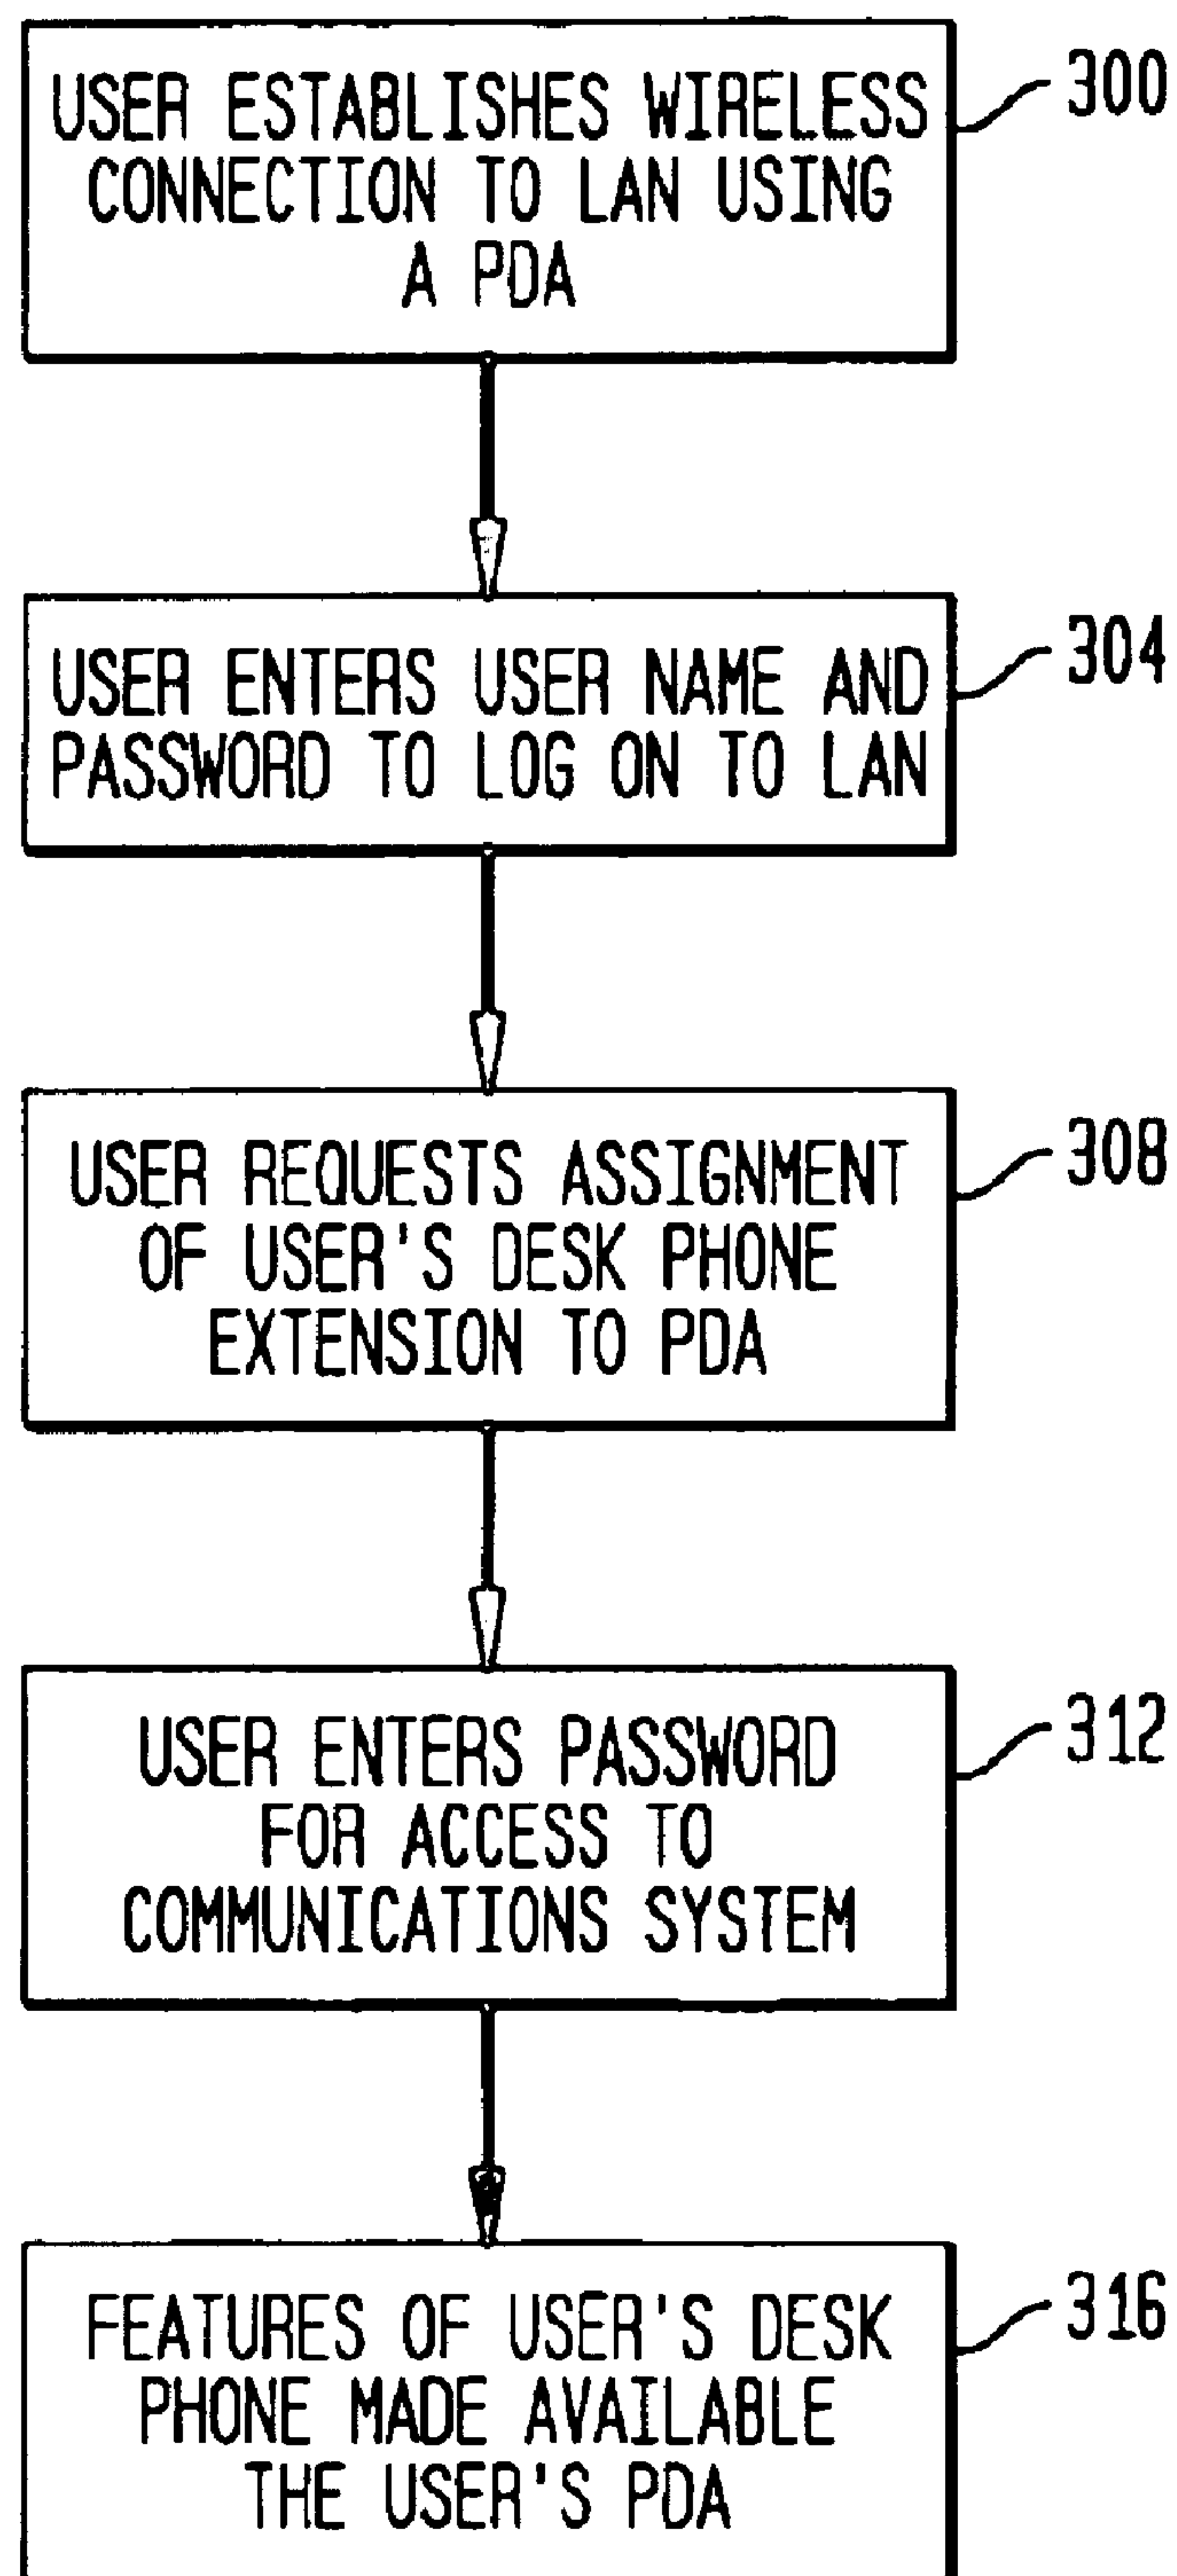 USER ESTABLISHES WIRELESS
CONNECTION TO LAN USING
A PDA
300
USER ENTERS USER NAME AND
PASSWORD TO LOG ON TO LAN
304
USER REQUESTS ASSIGNMENT
OF USER'S DESK PHONE
EXTENSION TO PDA
308
USER ENTERS PASSWORD
FOR ACCESS TO
COMMUNICATIONS SYSTEM
312
FEATURES OF USER'S DESK
PHONE MADE AVAILABLE
THE USER'S PDA
316